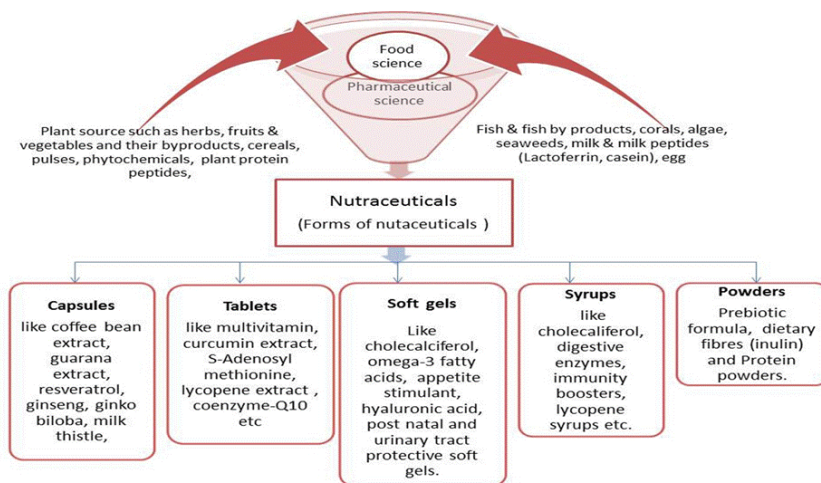 Food
science
Pharmaceutical
science
Plant source such as herbs, fruits &
vegetables and their byproducts, cereals,
pulses, phytochemicals, plant protein
peptides,
Fish & fish by products, corals, algae,
seaweeds, milk & milk peptides
(Lactoferrin, casein), egg
Nutraceuticals
(Forms of nutaceuticals )
Capsules
like coffee bean
extract,
guarana
extract,
resveratrol,
ginseng, ginko
biloba, milk
thistle,
Tablets
like multivitamin,
curcumin extract,
S-Adenosyl
methionine,
lycopene extract ,
coenzyme-Q10
etc
Soft gels
Like
cholecalciferol,
omega-3 fatty
acids, appetite
stimulant,
hyaluronic acid,
post natal and
urinary tract
protective soft
gels.
Syrups
like
cholecaliferol,
digestive
enzymes,
immunity
boosters,
lycopene
syrups etc.
Powders
Prebiotic
formula, dietary
fibres (inulin)
and Protein
powders.